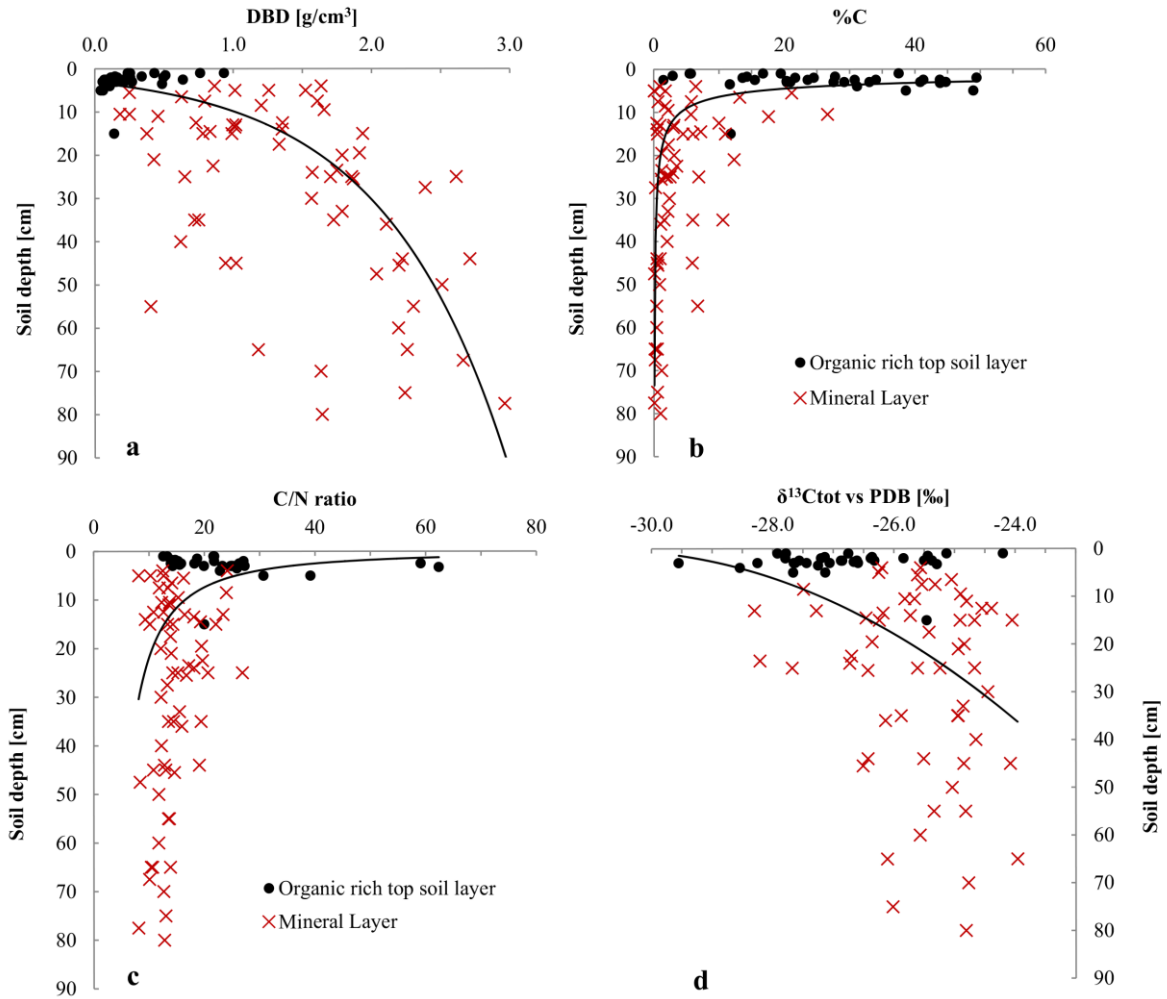 DBD [g/cm³]
0.0 1.0 2.0 3.0
0
10
20
30
40
50
60
70
80
90
Soil depth [cm]
a
%C
0 20 40 60
0
10
20
30
40
50
60
70
80
90
Soil depth [cm]
Organic rich top soil layer
Mineral Layer
b
C/N ratio
0 20 40 60 80
0
10
20
30
40
50
60
70
80
90
Soil depth [cm]
Organic rich top soil layer
Mineral Layer
c
δ¹³Ctot vs PDB [‰]
-30.0 -28.0 -26.0 -24.0
0
10
20
30
40
50
60
70
80
90
Soil depth [cm]
d